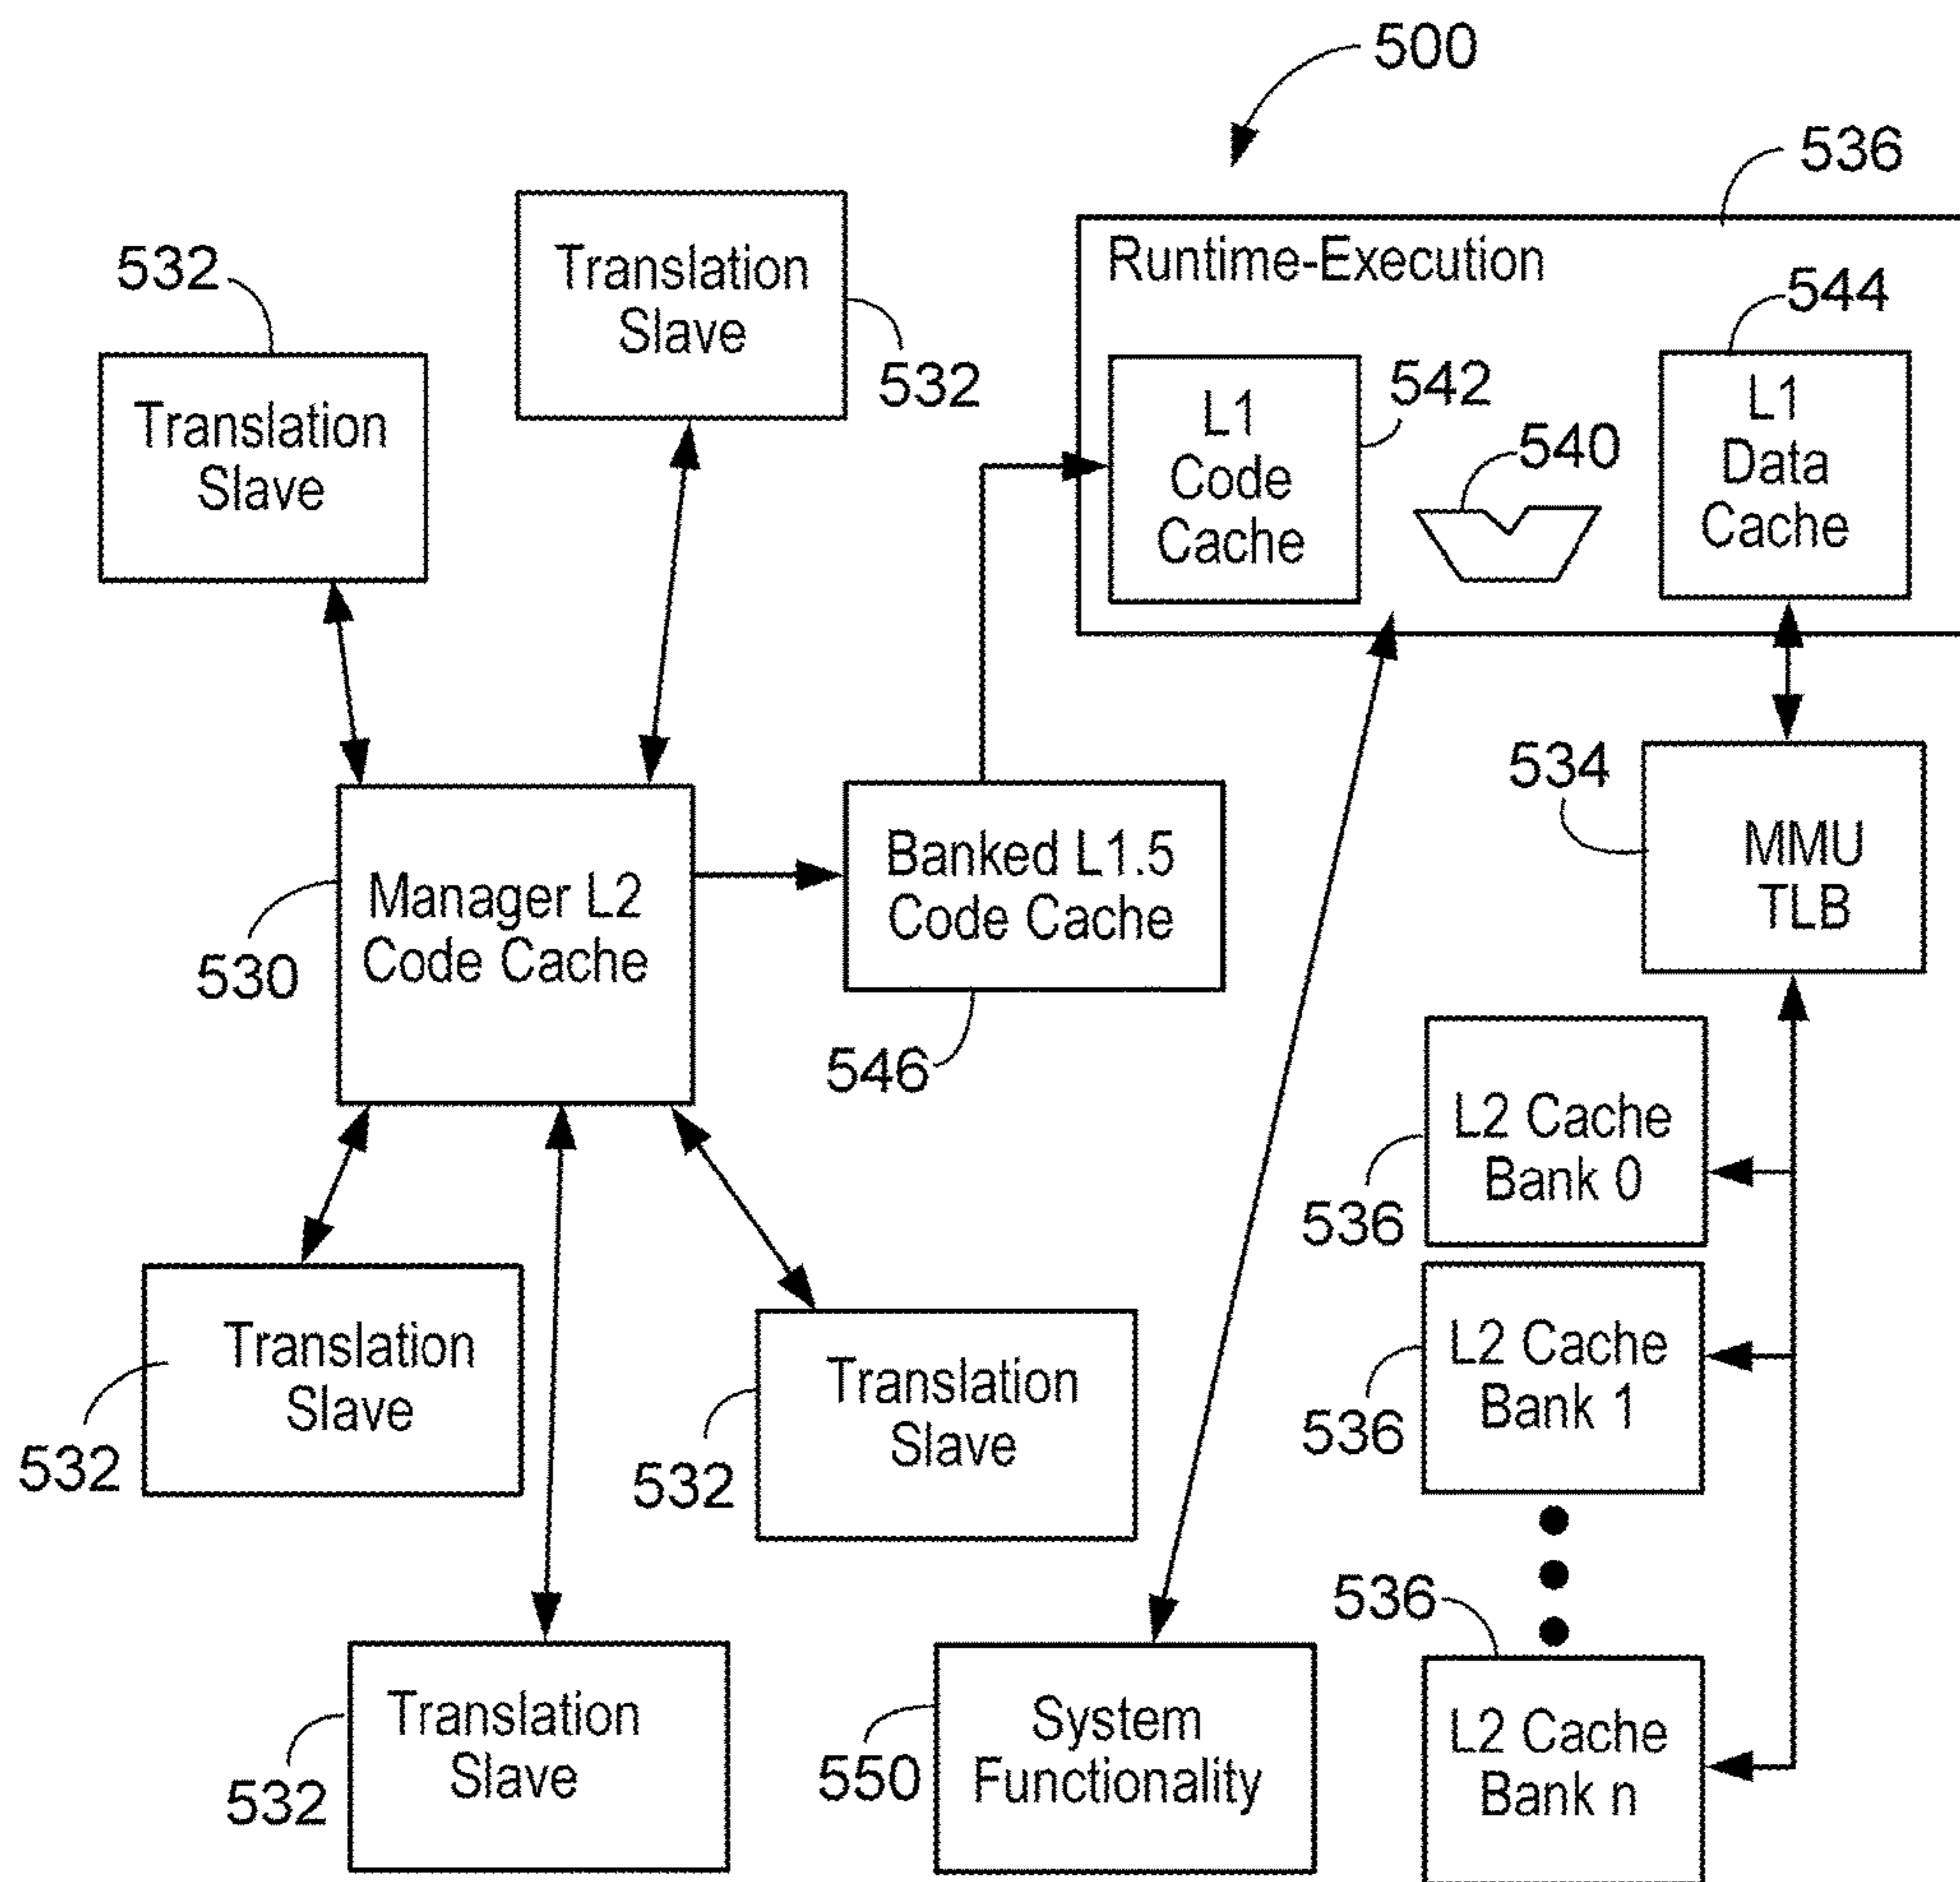 500
536
Runtime-Execution
532
Translation
Slave
532
Translation
Slave
544
L1
Code
Cache
542
540
L1
Data
Cache
534
MMU
TLB
Manager L2
Code Cache
530
Banked L1.5
Code Cache
546
L2 Cache
Bank 0
536
Translation
Slave
532
Translation
Slave
532
L2 Cache
Bank 1
536
536
Translation
Slave
532
System
Functionality
550
L2 Cache
Bank n